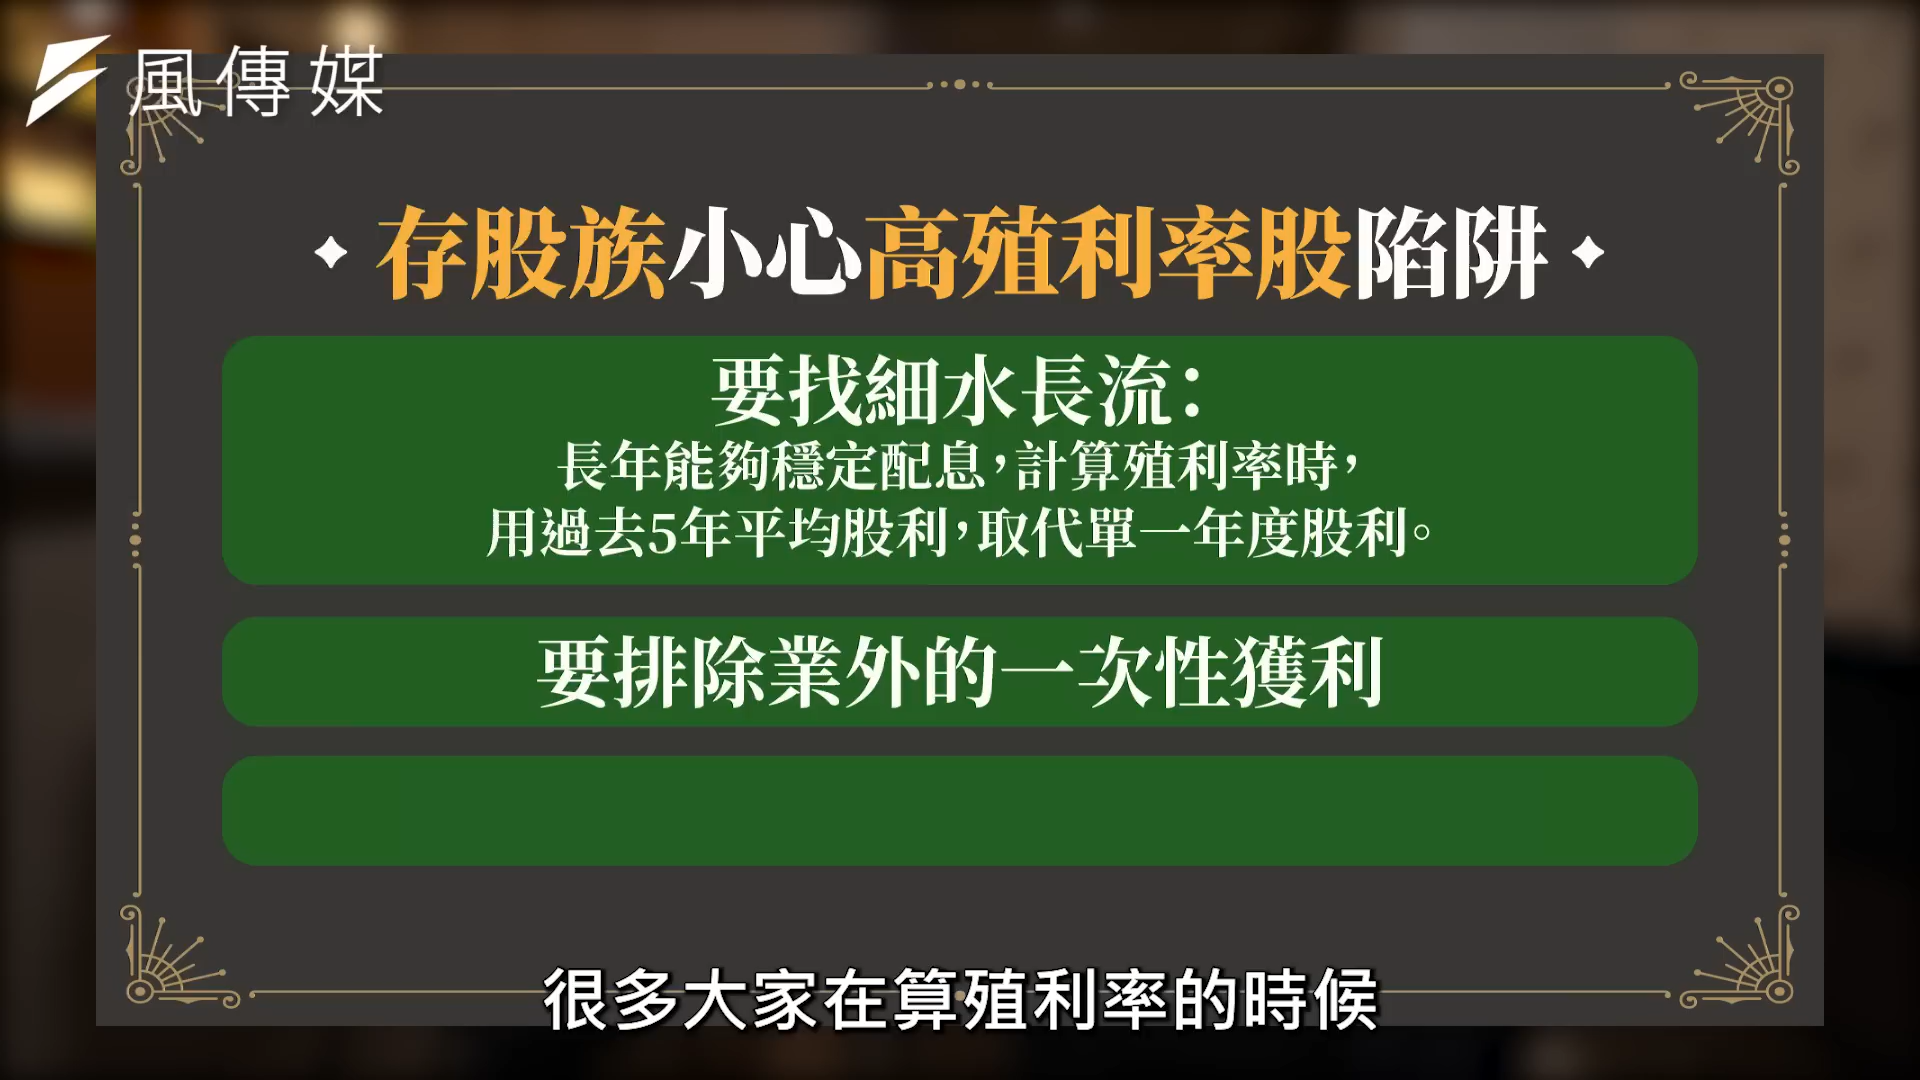 風傳媒
存股族小心高殖利率股陷阱
要找細水長流：
長年能夠穩定配息，計算殖利率時，
用過去5年平均股利，取代單一年度股利。
要排除業外的一次性獲利
很多大家在算殖利率的時候